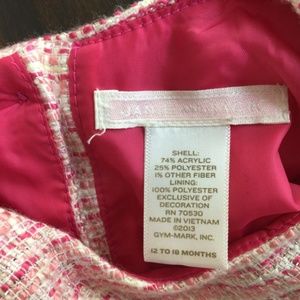 SHELL:
74% ACRYLIC
25% POLYESTER
1% OTHER FIBER
LINING:
100% POLYESTER
EXCLUSIVE OF
DECORATION
RN 70530
MADE IN VIETNAM
©2013
GYM-MARK, INC.
12 TO 18 MONTHS